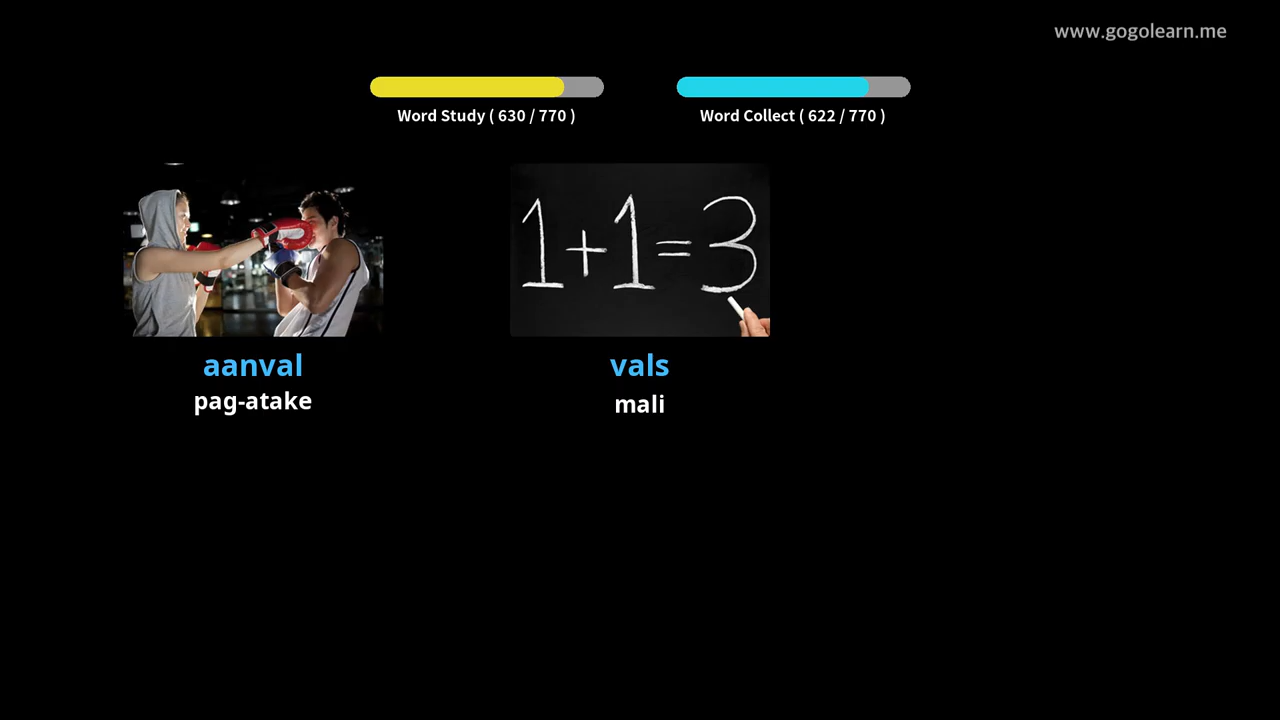 www.gogolearn.me
Word Study ( 630 / 770 )
Word Collect ( 622 / 770 )
1+1=3
aanval
vals
pag-atake
mali